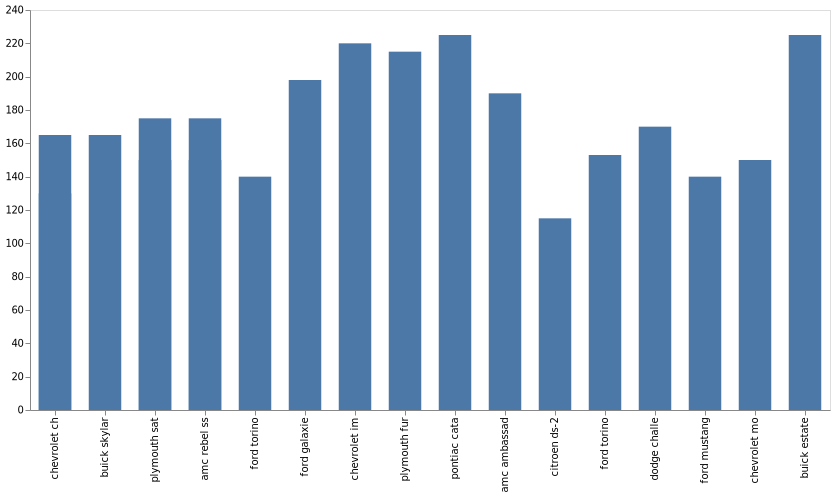 240
220
200
180
160
140
120
100
80
60
40
20
0
chevrolet ch
buick skylar
plymouth sat
amc rebel ss
ford torino
ford galaxie
chevrolet im
plymouth fur
pontiac cata
amc ambassad
citroen ds-2
ford torino
dodge challe
ford mustang
chevrolet mo
buick estate